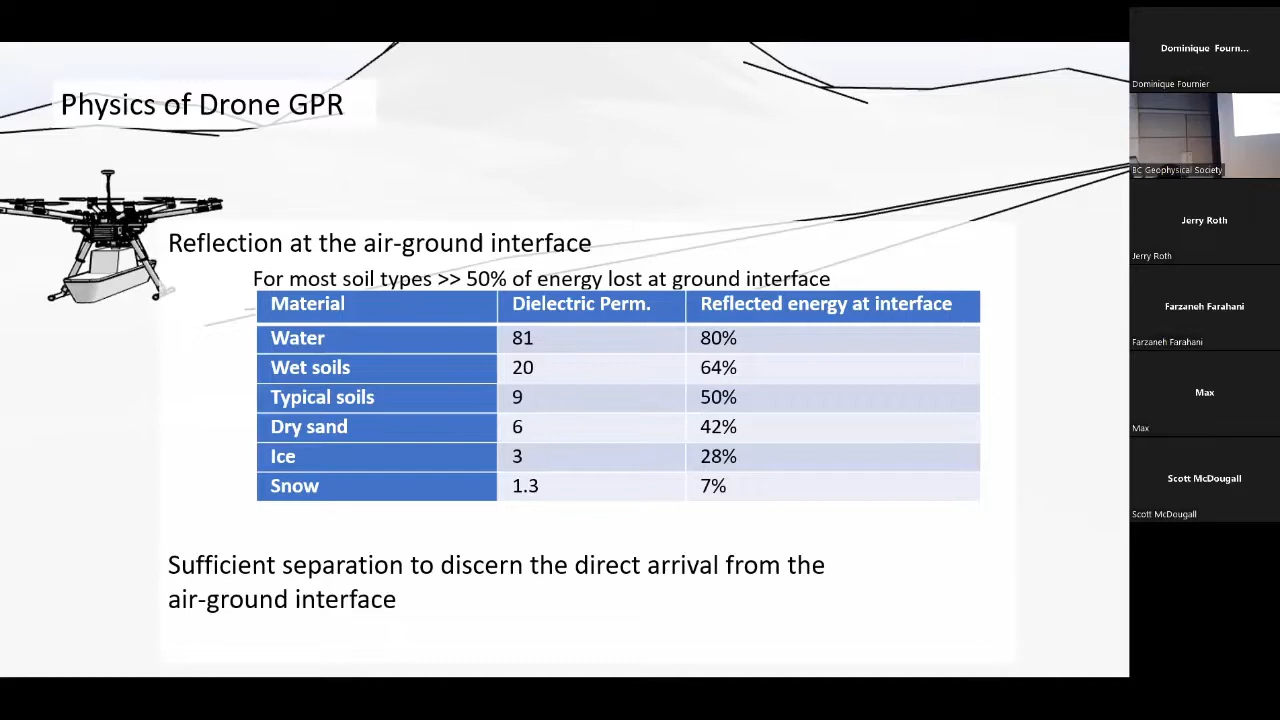 Physics of Drone GPR
Reflection at the air-ground interface
For most soil types >> 50% of energy lost at ground interface
Material Dielectric Perm. Reflected energy at interface
Water 81 80%
Wet soils 20 64%
Typical soils 9 50%
Dry sand 6 42%
Ice 3 28%
Snow 1.3 7%
Sufficient separation to discern the direct arrival from the
air-ground interface
Dominique Fourn...
Dominique Fournier
BC Geophysical Society
Jerry Roth
Jerry Roth
Farzaneh Farahani
Farzaneh Farahani
Max
Max
Scott McDougall
Scott McDougall